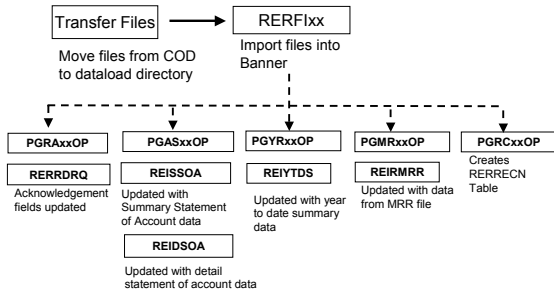 Transfer Files
RERFIxx
Move files from COD
to dataload directory
Import files into
Banner
PGRAxxOP
PGASxxOP
PGYRxxOP
PGMRxxOP
PGRCxxOP
RERRDRQ
Acknowledgement
fields updated
REISSOA
Updated with
Summary Statement
of Account data
REIDSOA
Updated with detail
statement of account data
REIYTDS
Updated with year
to date summary
data
REIRMRR
Updated with data
from MRR file
Creates
RERRECN
Table